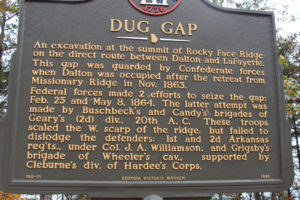 1776
DUG GAP
An excavation at the summit of Rocky Face Ridge
on the direct route between Dalton and LaFayette.
This gap was guarded by Confederate forces
when Dalton was occupied after the retreat from
Missionary Ridge in Nov. 1863.
Federal forces made 2 efforts to seize the gap:
Feb. 25 and May 8, 1864. The latter attempt was
made by Buschbeck's and Candy's brigades of
Geary's (2d) div., 20th A. C. These troops
scaled the W. scarp of the ridge, but failed to
dislodge the defenders: 1st and 2d Arkansas
reg'ts., under Col. J. A. Williamson, and Grigsby's
brigade of Wheeler's cav., supported by
Cleburne's div. of Hardee's Corps.
155-11 GEORGIA HISTORIC MARKER